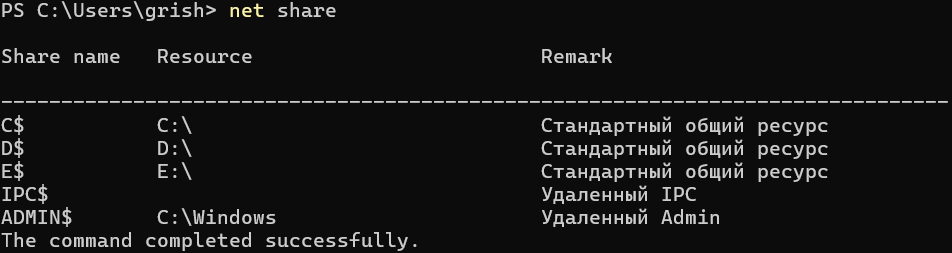 PS C:\Users\grish> net share
Share name   Resource                        Remark
-------------------------------------------------------------------------------
C$           C:\                             Стандартный общий ресурс
D$           D:\                             Стандартный общий ресурс
E$           E:\                             Стандартный общий ресурс
IPC$                                         Удаленный IPC
ADMIN$       C:\Windows                      Удаленный Admin
The command completed successfully.